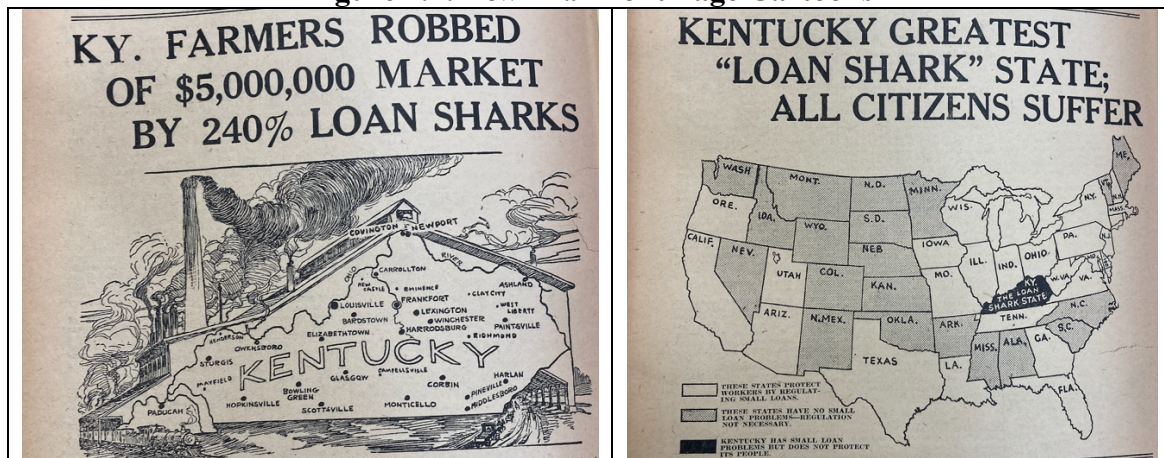 KY. FARMERS ROBBED
OF $5,000,000 MARKET
BY 240% LOAN SHARKS
COVINGTON NEWPORT
OHIO RIVER
CARROLLTON
NEW CASTLE
EMINENCE
ASHLAND
CLAY CITY
LOUISVILLE
FRANKFORT
WEST LIBERTY
LEXINGTON
BARDSTOWN
WINCHESTER
PAINTSVILLE
HARRODSBURG
HENDERSON
ELIZABETHTOWN
RICHMOND
OWENSBORO
KENTUCKY
STURGIS
CAMPELLSVILLE
GLASGOW
MAYFIELD
CORBIN
HARLAN
BOWLING GREEN
PINEVILLE
HOPKINSVILLE
MONTICELLO
MIDDLESBORO
PADUCAH
SCOTTSVILLE
KENTUCKY GREATEST
"LOAN SHARK" STATE;
ALL CITIZENS SUFFER
WASH
MONT.
N.D.
MINN.
ME.
VT.
N.H.
ORE.
IDA.
WYO.
S.D.
WIS.
N.Y.
MASS.
CALIF.
NEV.
UTAH
COL.
NEB
IOWA
ILL.
IND.
OHIO
PA.
N.J.
KAN.
MO.
KY.
THE LOAN
SHARK STATE
W.VA.
VA.
MD.
ARIZ.
N.MEX.
OKLA.
ARK.
TENN.
N.C.
S.C.
TEXAS
LA.
MISS.
ALA.
GA.
FLA.
THESE STATES PROTECT
WORKERS BY REGULAT-
ING SMALL LOANS.
THESE STATES HAVE NO SMALL
LOAN PROBLEMS—REGULATION
NOT NECESSARY.
KENTUCKY HAS SMALL LOAN
PROBLEMS BUT DOES NOT PROTECT
ITS PEOPLE.